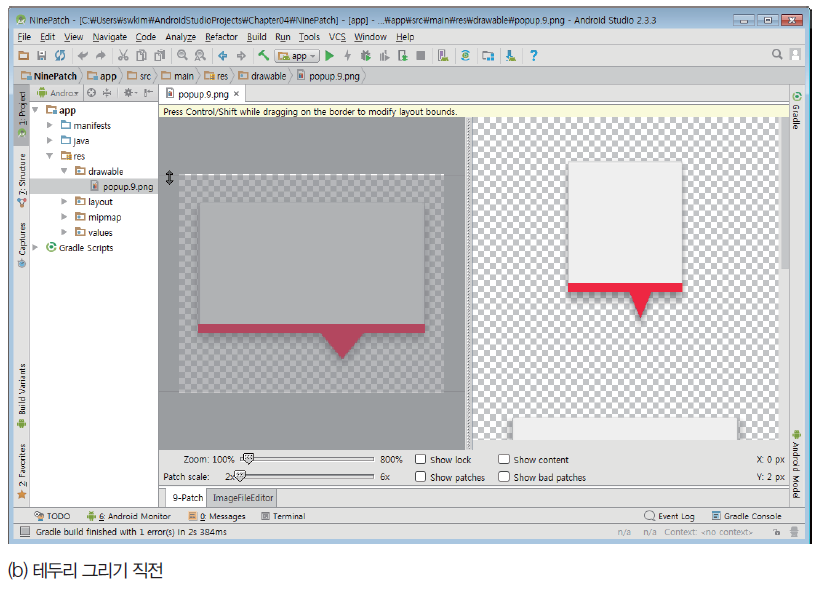 NinePatch - [C:₩Users₩swkim₩AndroidStudioProjects₩Chapter04₩NinePatch] - [app] - ...₩app₩src₩main₩res₩drawable₩popup.9.png - Android Studio 2.3.3
File Edit View Navigate Code Analyze Refactor Build Run Tools VCS Window Help
app
NinePatch app src main res drawable popup.9.png
1: Project
7: Structure
Captures
Build Variants
2: Favorites
Andro
app
manifests
java
res
drawable
popup.9.png
layout
mipmap
values
Gradle Scripts
popup.9.png
Press Control/Shift while dragging on the border to modify layout bounds.
Zoom: 100% 800% Show lock Show content X: 0 px
Patch scale: 2x 6x Show patches Show bad patches Y: 2 px
9-Patch ImageFileEditor
Gradle
Android Model
TODO 6: Android Monitor 0: Messages Terminal Event Log Gradle Console
Gradle build finished with 1 error(s) in 2s 384ms n/a n/a Context: <no context>
(b) 테두리 그리기 직전